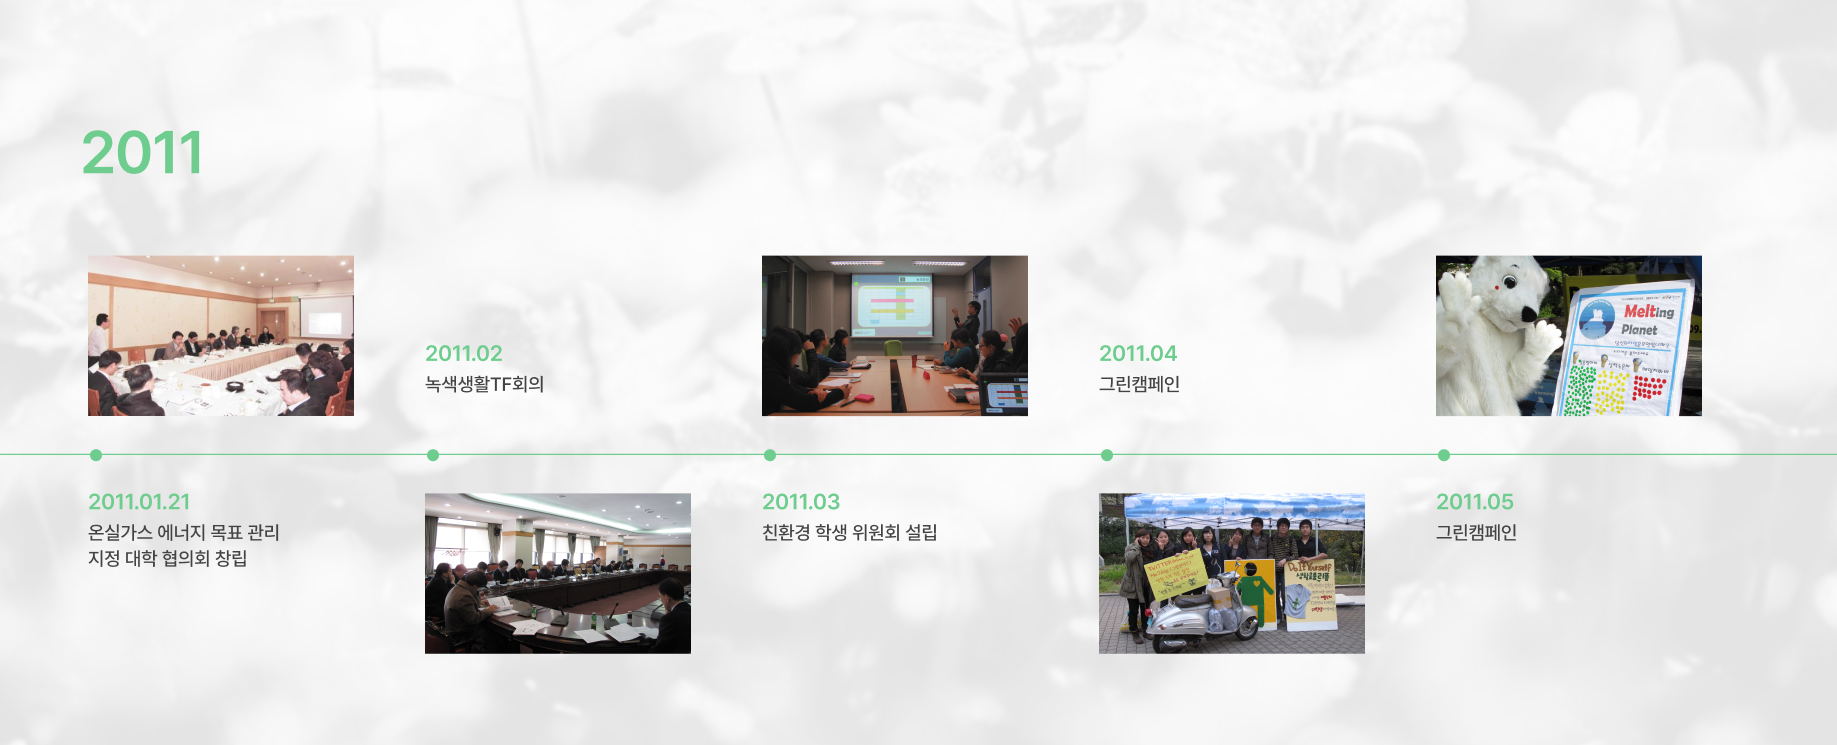 2011
2011.01.21
온실가스 에너지 목표 관리
지정 대학 협의회 창립
2011.02
녹색생활TF회의
2011.03
친환경 학생 위원회 설립
2011.04
그린캠페인
Do It Yourself
2011.05
그린캠페인
Melting
Planet